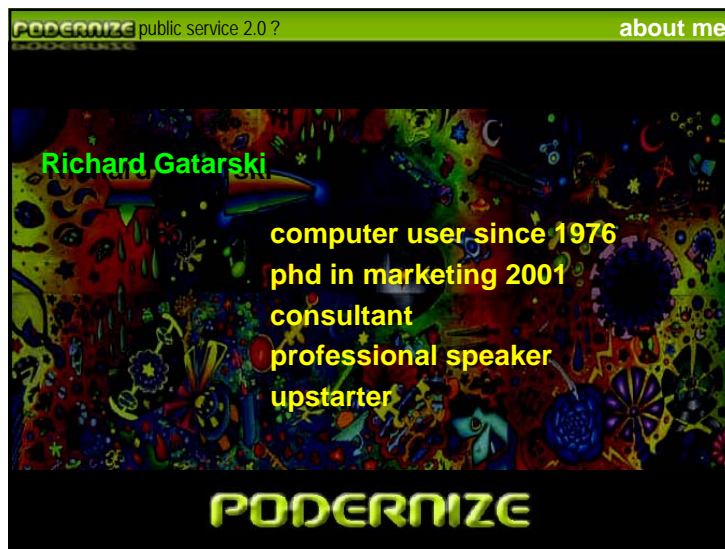 PODERNIZE public service 2.0 ?
about me
Richard Gatarski
computer user since 1976
phd in marketing 2001
consultant
professional speaker
upstarter
PODERNIZE